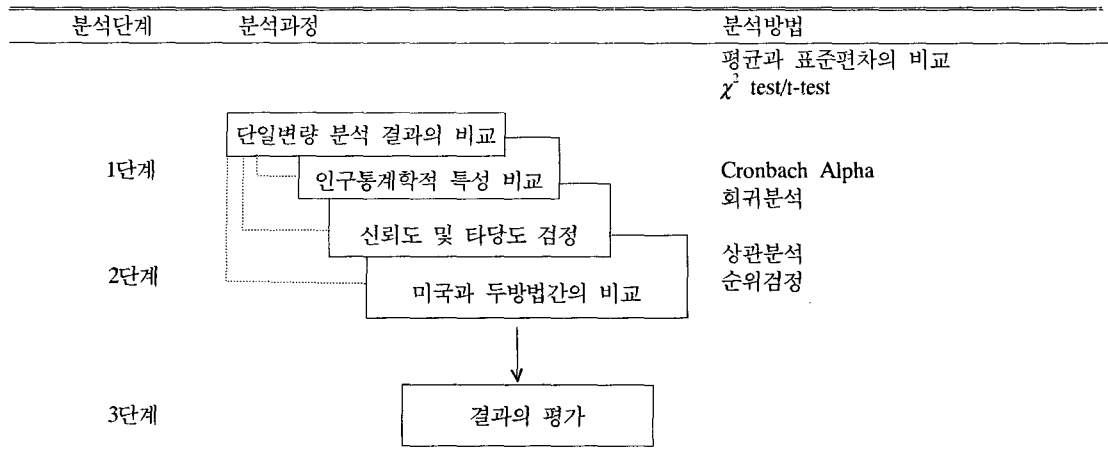 분석단계 분석과정 분석방법
평균과 표준편차의 비교
χ² test/t-test
단일변량 분석 결과의 비교
1단계 인구통계학적 특성 비교 Cronbach Alpha
회귀분석
신뢰도 및 타당도 검정
상관분석
2단계 미국과 두방법간의 비교 순위검정
3단계 결과의 평가